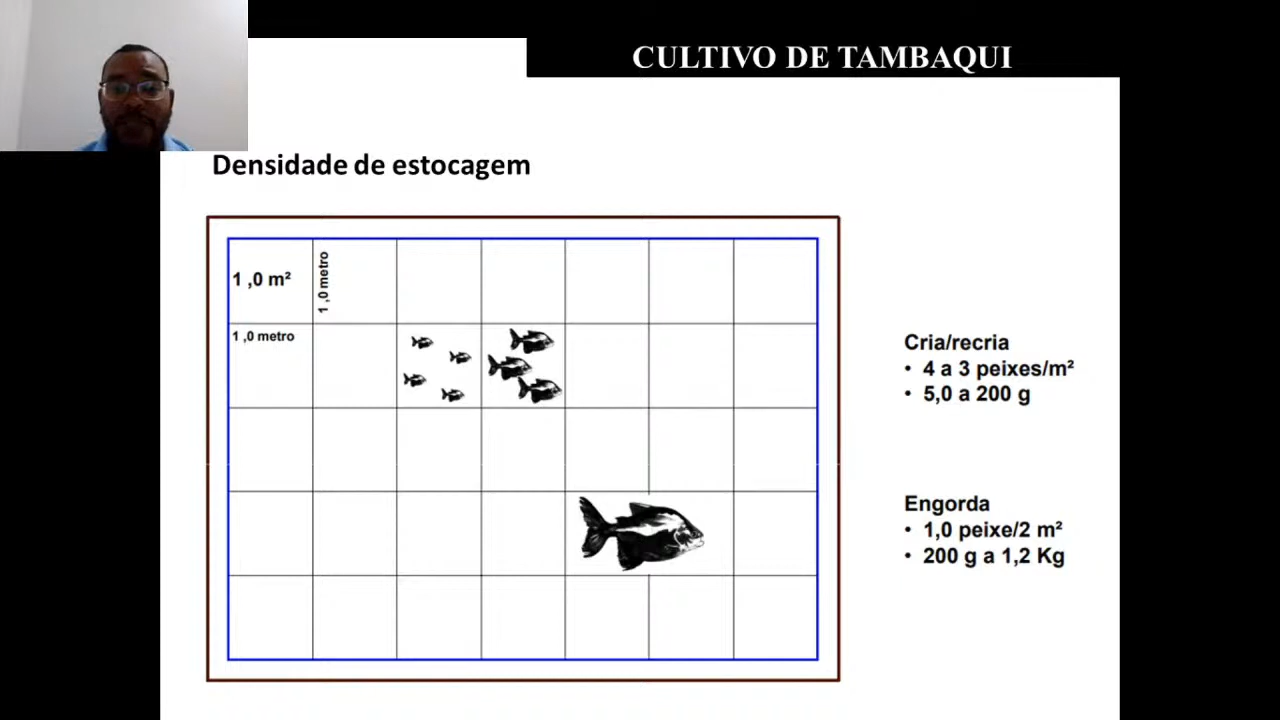 CULTIVO DE TAMBAQUI
Densidade de estocagem
1 ,0 m²
1 ,0 metro
1 ,0 metro
Cria/recria
• 4 a 3 peixes/m²
• 5,0 a 200 g
Engorda
• 1,0 peixe/2 m²
• 200 g a 1,2 Kg